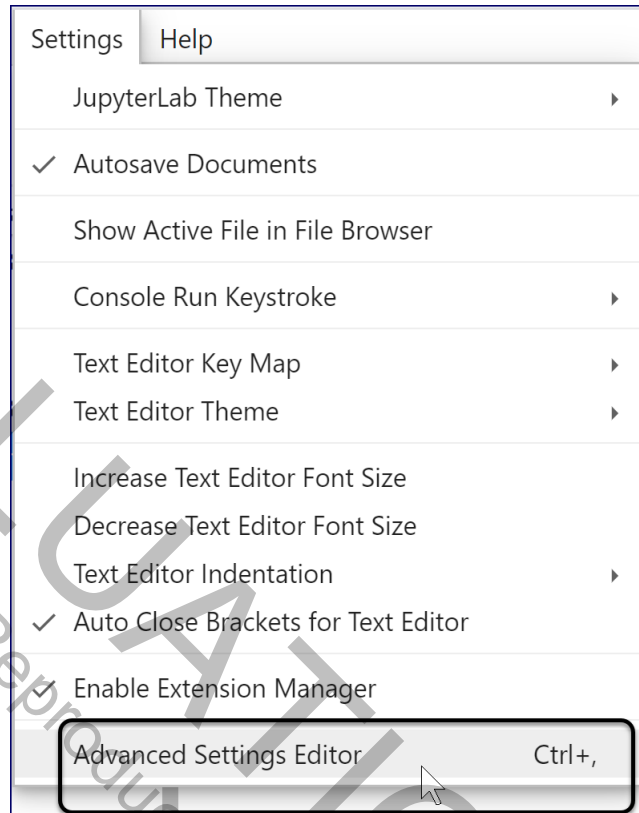 Settings Help
JupyterLab Theme
Autosave Documents
Show Active File in File Browser
Console Run Keystroke
Text Editor Key Map
Text Editor Theme
Increase Text Editor Font Size
Decrease Text Editor Font Size
Text Editor Indentation
Auto Close Brackets for Text Editor
Enable Extension Manager
Advanced Settings Editor Ctrl+,